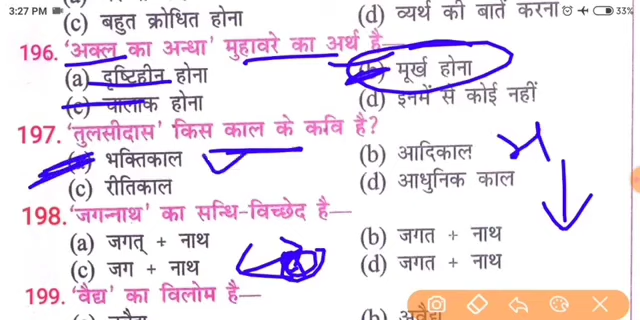 3:27 PM
33%
(c) बहुत क्रोधित होना (d) व्यर्थ की बातें करना
196. 'अक्ल का अन्धा' मुहावरे का अर्थ है—
(a) दृष्टिहीन होना (b) मूर्ख होना
(c) चालाक होना (d) इनमें से कोई नहीं
197. 'तुलसीदास' किस काल के कवि है?
(a) भक्तिकाल (b) आदिकाल
(c) रीतिकाल (d) आधुनिक काल
198. 'जगन्नाथ' का सन्धि-विच्छेद है—
(a) जगत् + नाथ (b) जगत + नाथ
(c) जग + नाथ (d) जगत + नाथ
199. 'वैद्य' का विलोम है—